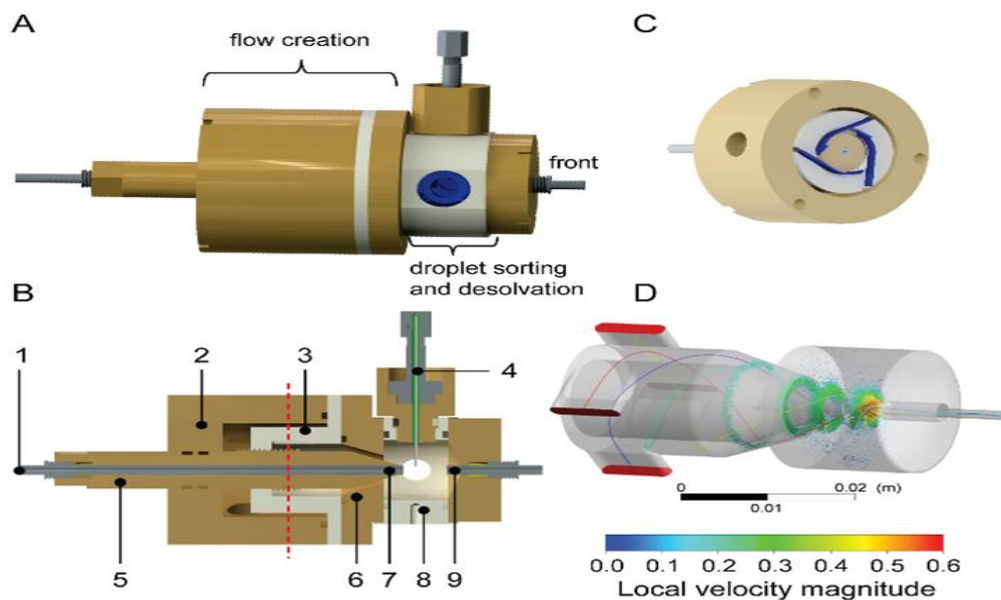 A
flow creation
front
droplet sorting
and desolvation
C
B
1
2
3
4
5
6
7
8
9
D
0
0.02 (m)
0.01
0.0 0.1 0.2 0.3 0.4 0.5 0.6
Local velocity magnitude